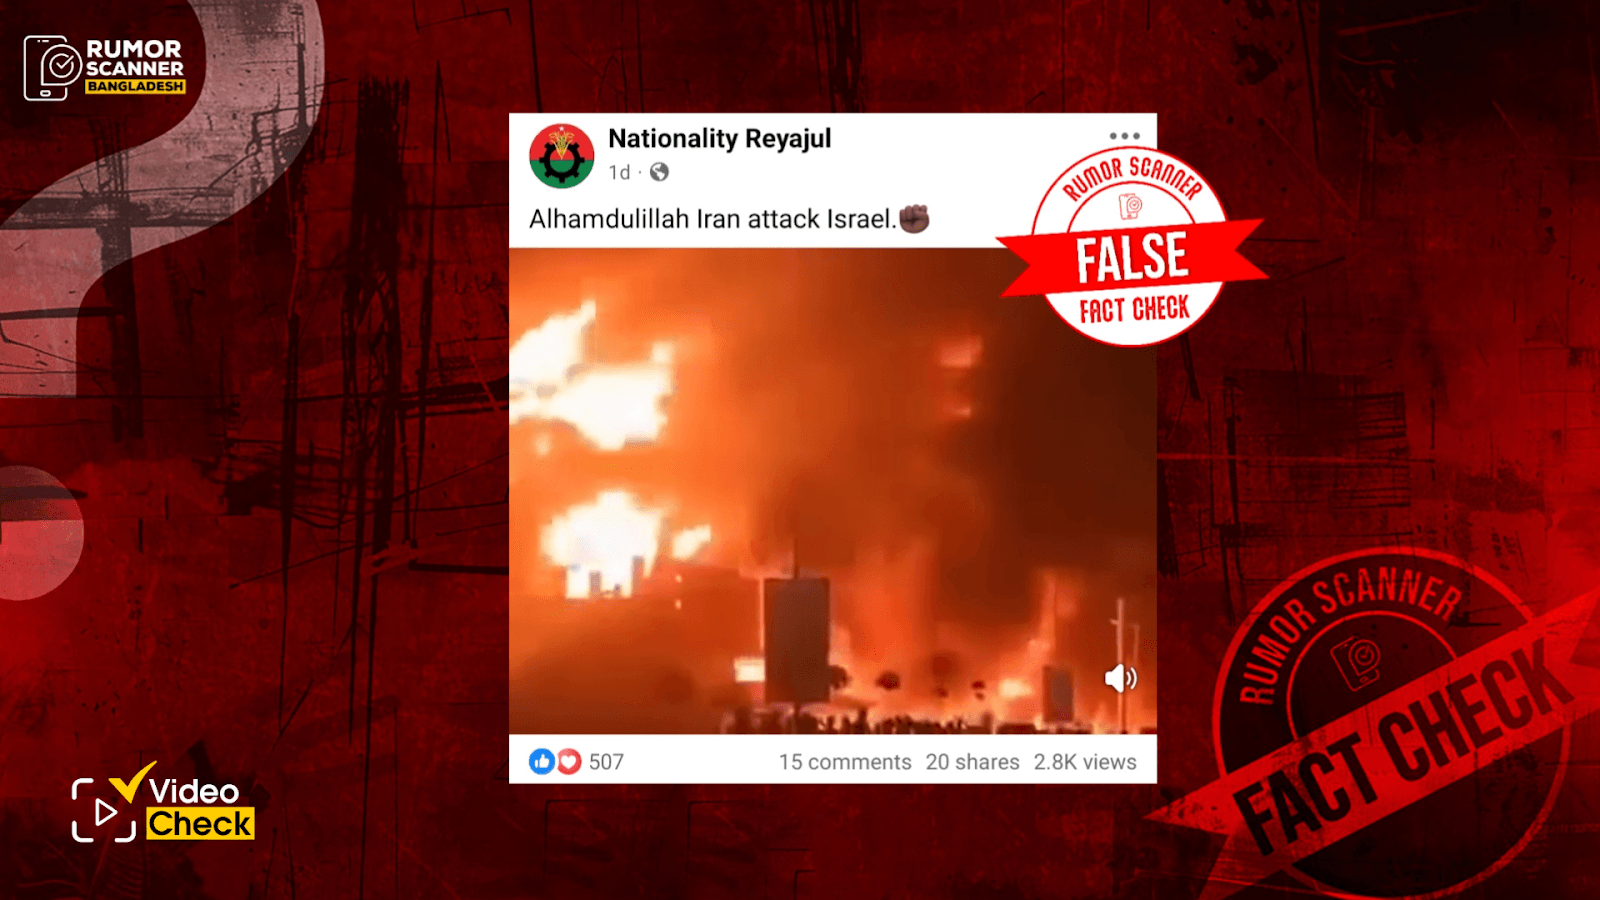 RUMOR
SCANNER
BANGLADESH
Nationality Reyajul
1d ·
Alhamdulillah Iran attack Israel.✊🏿
RUMOR SCANNER
FALSE
FACT CHECK
507
15 comments 20 shares 2.8K views
Video
Check
RUMOR SCANNER
FACT CHECK